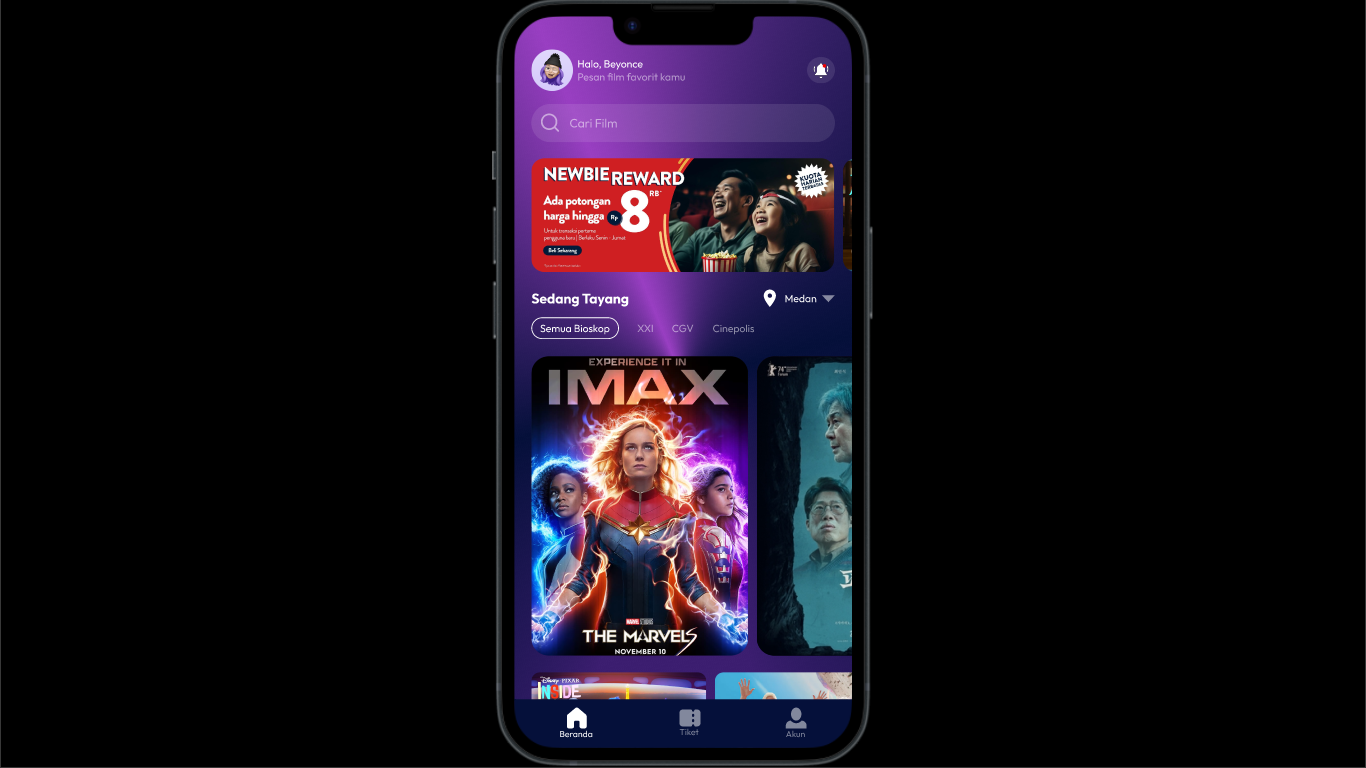 Halo, Beyonce
Pesan film favorit kamu
Cari Film
NEWBIE REWARD
Ada potongan
harga hingga Rp 8 RB*
Untuk transaksi pertama
pengguna baru | Berlaku Senin - Jumat
Beli Sekarang
KUOTA
HARIAN
TERBATAS
Sedang Tayang
Medan
Semua Bioskop
XXI
CGV
Cinepolis
EXPERIENCE IT IN
IMAX
MARVEL STUDIOS
THE MARVELS
NOVEMBER 10
74th
Disney PIXAR
INSIDE
Beranda
Tiket
Akun